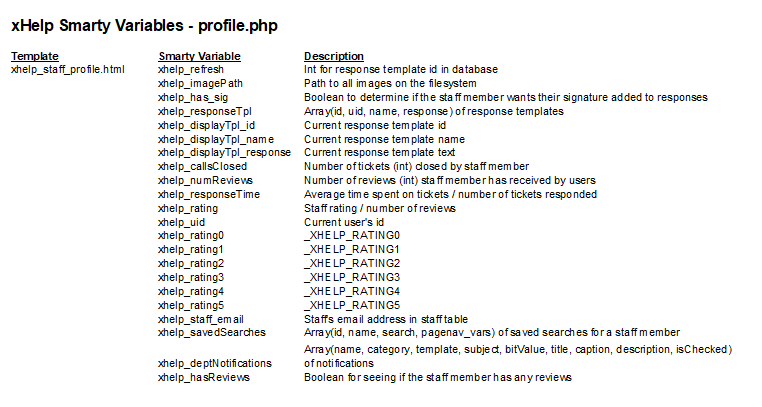 xHelp Smarty Variables - profile.php
Template Smarty Variable Description
xhelp_staff_profile.html xhelp_refresh Int for response template id in database
xhelp_imagePath Path to all images on the filesystem
xhelp_has_sig Boolean to determine if the staff member wants their signature added to responses
xhelp_responseTpl Array(id, uid, name, response) of response templates
xhelp_displayTpl_id Current response template id
xhelp_displayTpl_name Current response template name
xhelp_displayTpl_response Current response template text
xhelp_callsClosed Number of tickets (int) closed by staff member
xhelp_numReviews Number of reviews (int) staff member has received by users
xhelp_responseTime Average time spent on tickets / number of tickets responded
xhelp_rating Staff rating / number of reviews
xhelp_uid Current user's id
xhelp_rating0 _XHELP_RATING0
xhelp_rating1 _XHELP_RATING1
xhelp_rating2 _XHELP_RATING2
xhelp_rating3 _XHELP_RATING3
xhelp_rating4 _XHELP_RATING4
xhelp_rating5 _XHELP_RATING5
xhelp_staff_email Staff's email address in staff table
xhelp_savedSearches Array(id, name, search, pagenav_vars) of saved searches for a staff member
Array(name, category, template, subject, bitValue, title, caption, description, isChecked)
xhelp_deptNotifications of notifications
xhelp_hasReviews Boolean for seeing if the staff member has any reviews